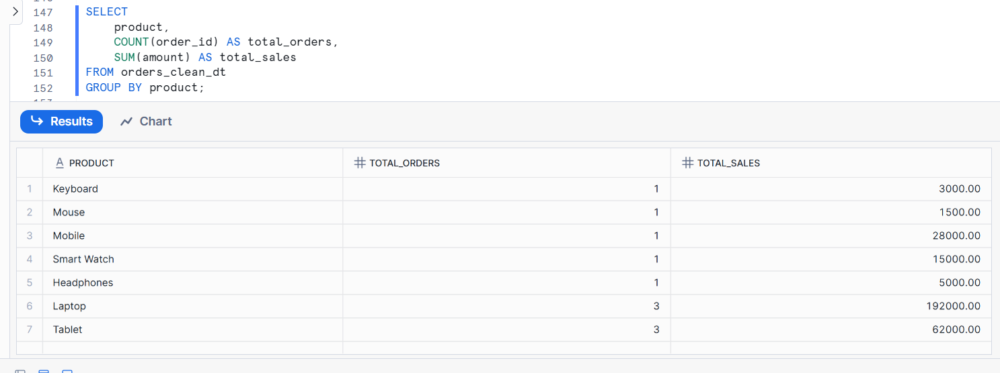 147 SELECT
148 product,
149 COUNT(order_id) AS total_orders,
150 SUM(amount) AS total_sales
151 FROM orders_clean_dt
152 GROUP BY product;
Results Chart
PRODUCT TOTAL_ORDERS TOTAL_SALES
1 Keyboard 1 3000.00
2 Mouse 1 1500.00
3 Mobile 1 28000.00
4 Smart Watch 1 15000.00
5 Headphones 1 5000.00
6 Laptop 3 192000.00
7 Tablet 3 62000.00